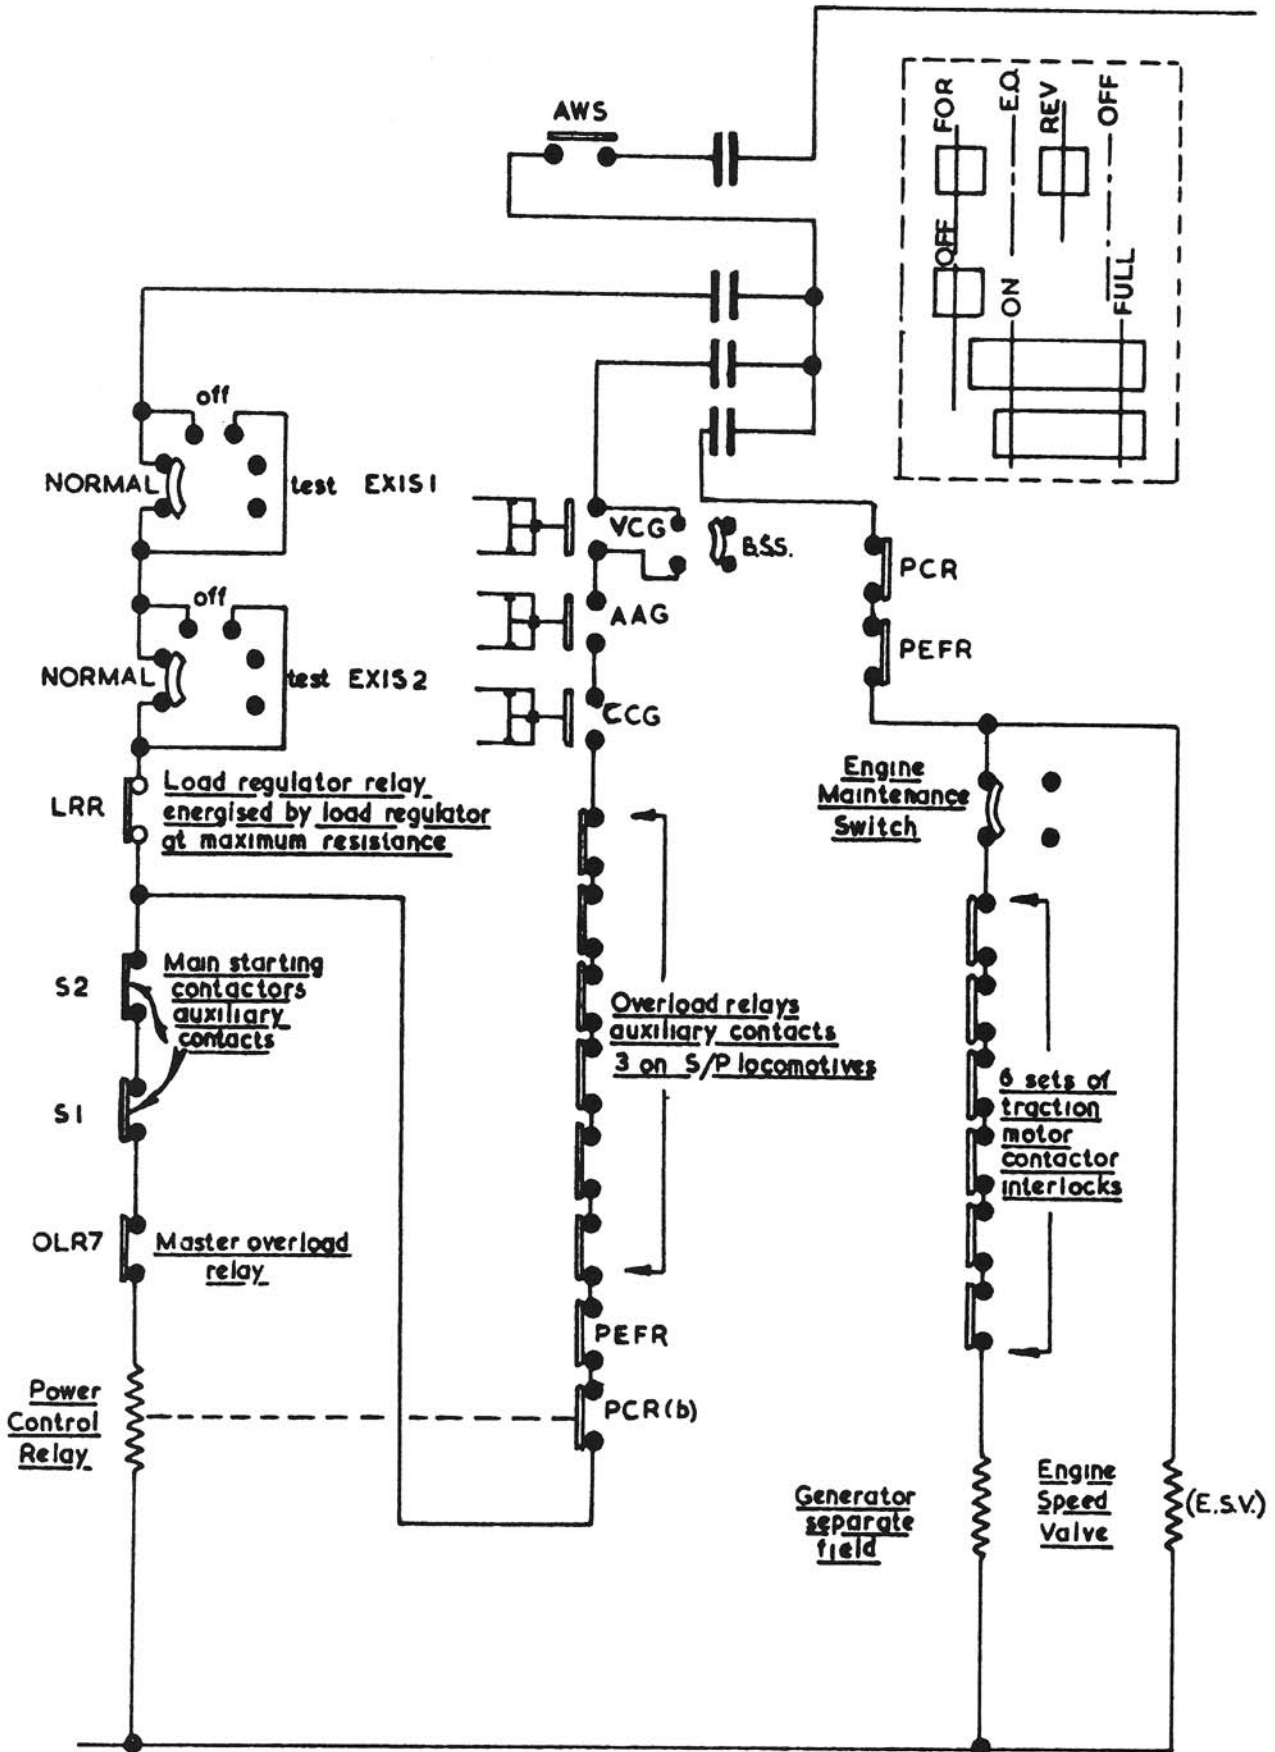 AWS
FOR
E.O.
REV
OFF
OFF
ON
FULL
off
NORMAL
test EXIS1
VCG
B.S.S.
PCR
AAG
PEFR
off
NORMAL
test EXIS2
CCG
LRR
Load regulator relay
energised by load regulator
at maximum resistance
Engine
Maintenance
Switch
S2
Main starting
contactors
auxiliary
contacts
Overload relays
auxiliary contacts
3 on S/P locomotives
6 sets of
traction
motor
contactor
interlocks
S1
OLR7
Master overload
relay
PEFR
Power
Control
Relay
PCR(b)
Generator
separate
field
Engine
Speed
Valve
(E.S.V.)